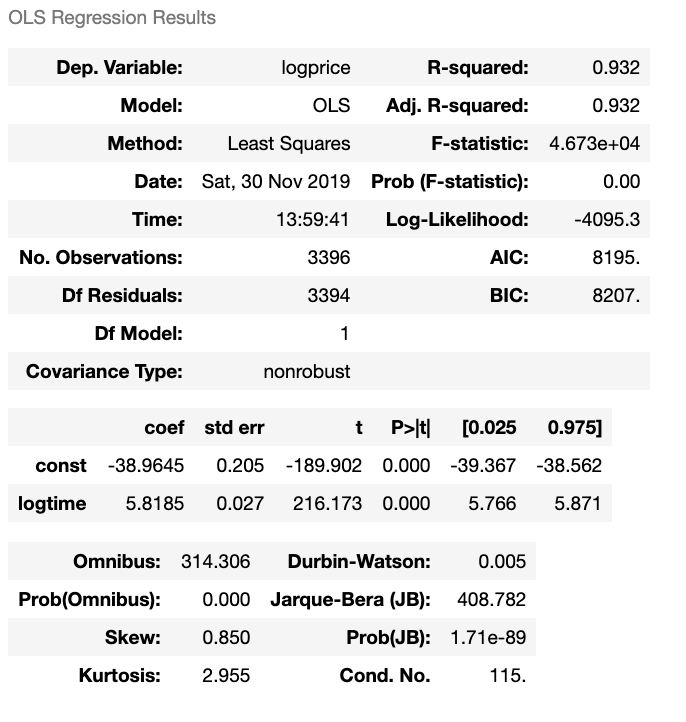 OLS Regression Results
Dep. Variable: logprice R-squared: 0.932
Model: OLS Adj. R-squared: 0.932
Method: Least Squares F-statistic: 4.673e+04
Date: Sat, 30 Nov 2019 Prob (F-statistic): 0.00
Time: 13:59:41 Log-Likelihood: -4095.3
No. Observations: 3396 AIC: 8195.
Df Residuals: 3394 BIC: 8207.
Df Model: 1
Covariance Type: nonrobust
coef std err t P>|t| [0.025 0.975]
const -38.9645 0.205 -189.902 0.000 -39.367 -38.562
logtime 5.8185 0.027 216.173 0.000 5.766 5.871
Omnibus: 314.306 Durbin-Watson: 0.005
Prob(Omnibus): 0.000 Jarque-Bera (JB): 408.782
Skew: 0.850 Prob(JB): 1.71e-89
Kurtosis: 2.955 Cond. No. 115.